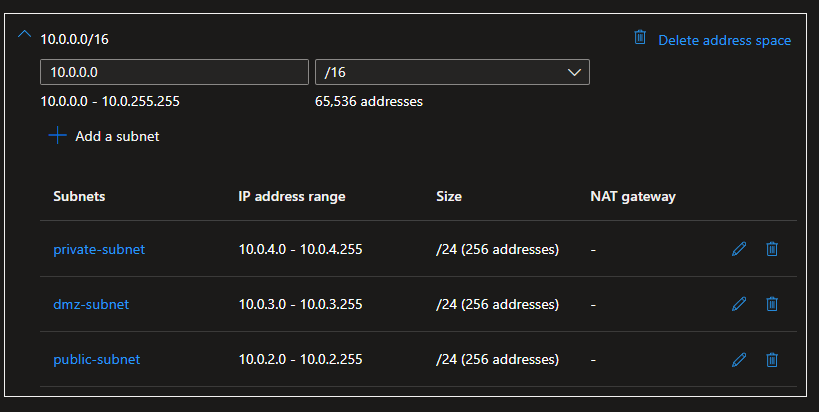 10.0.0.0/16
Delete address space
10.0.0.0 /16
10.0.0.0 - 10.0.255.255 65,536 addresses
Add a subnet
Subnets IP address range Size NAT gateway
private-subnet 10.0.4.0 - 10.0.4.255 /24 (256 addresses) -
dmz-subnet 10.0.3.0 - 10.0.3.255 /24 (256 addresses) -
public-subnet 10.0.2.0 - 10.0.2.255 /24 (256 addresses) -